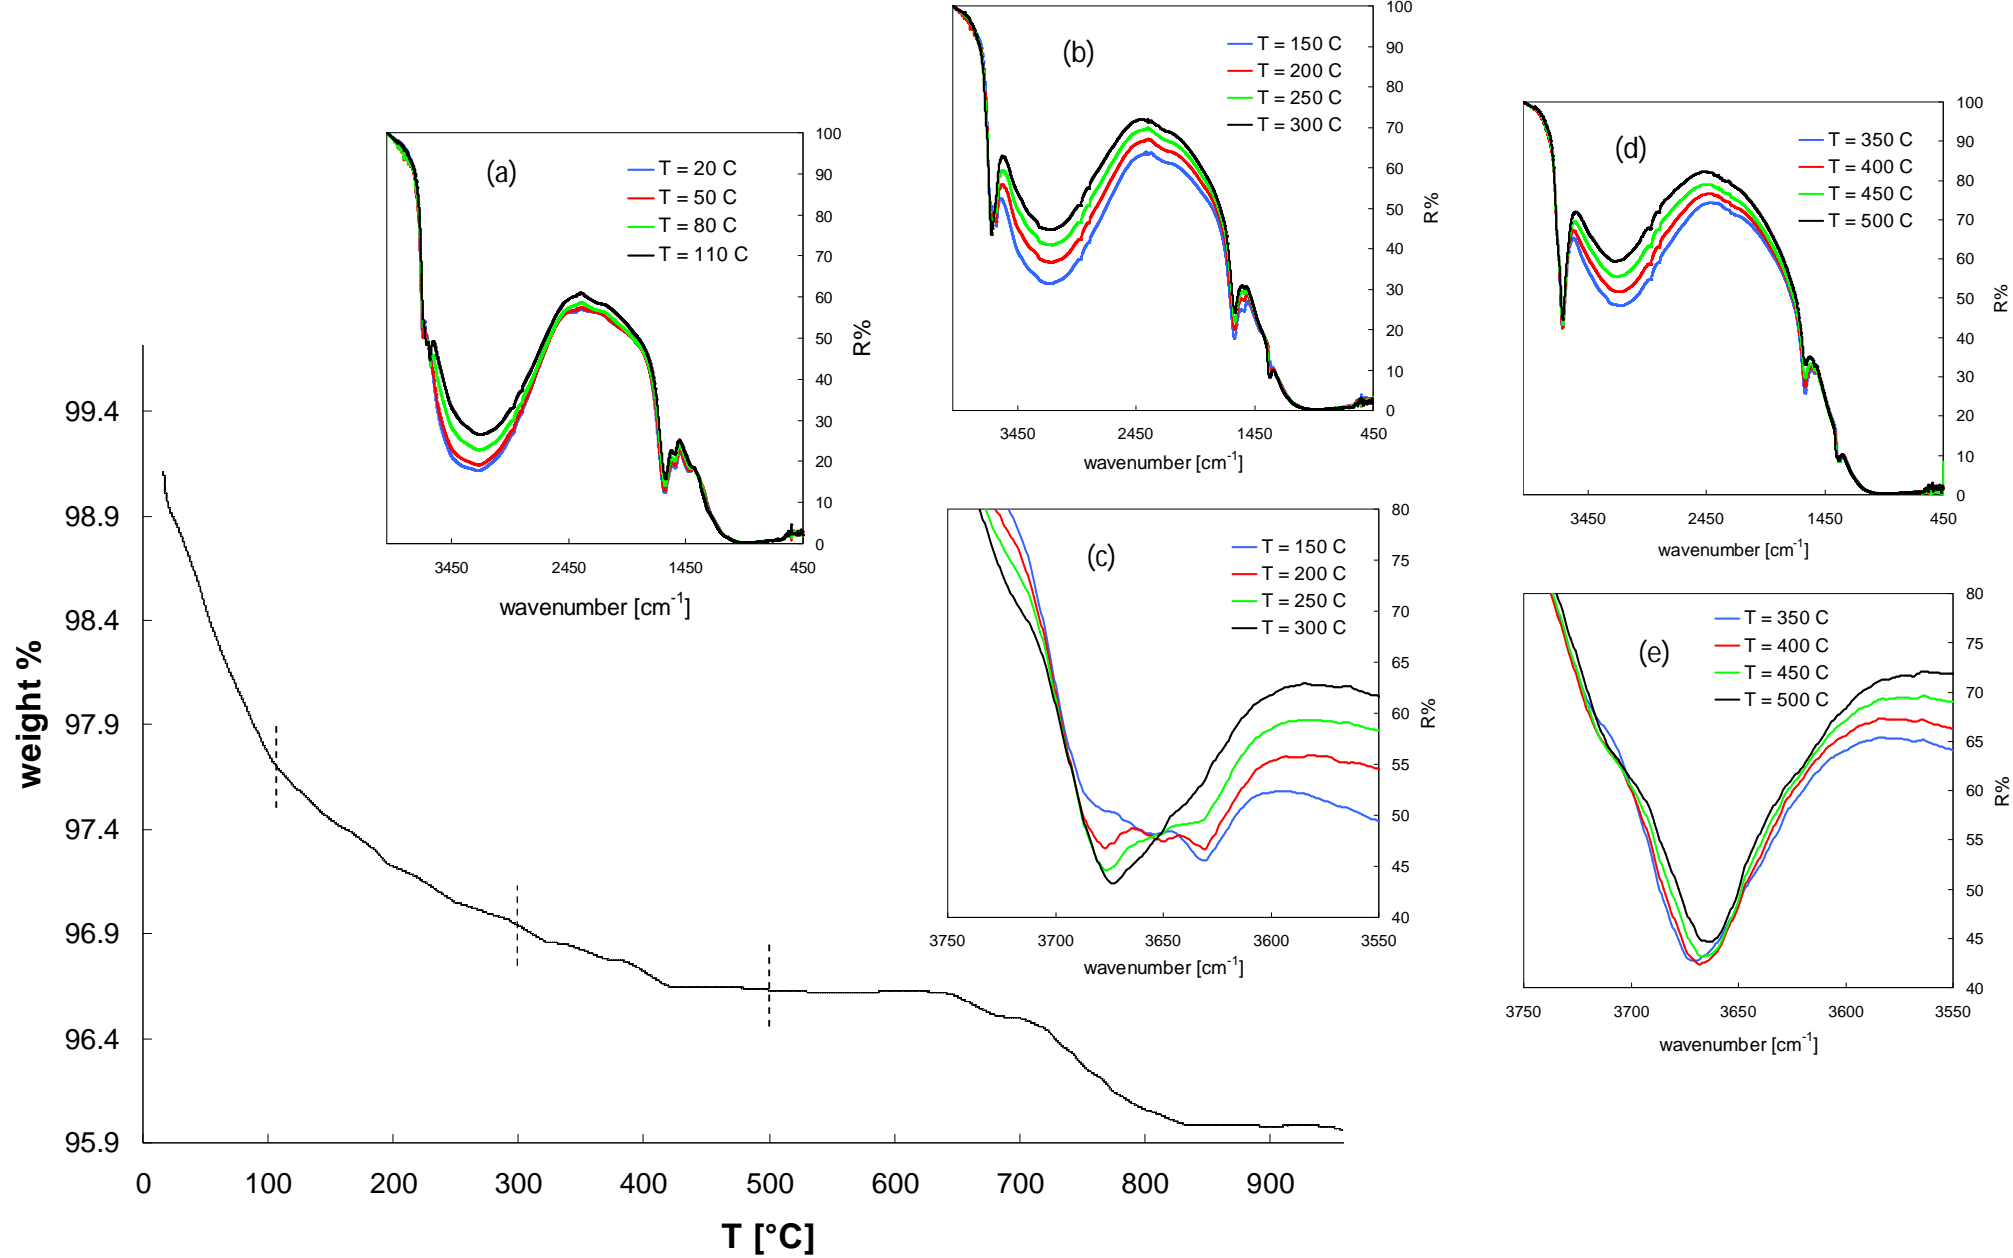 (a)
T = 20 C
T = 50 C
T = 80 C
T = 110 C
100
90
80
70
60
50
40
30
20
10
0
R%
3450 2450 1450 450
wavenumber [cm-1]
(b)
T = 150 C
T = 200 C
T = 250 C
T = 300 C
100
90
80
70
60
50
40
30
20
10
0
R%
3450 2450 1450 450
wavenumber [cm-1]
(d)
T = 350 C
T = 400 C
T = 450 C
T = 500 C
100
90
80
70
60
50
40
30
20
10
0
R%
3450 2450 1450 450
wavenumber [cm-1]
(c)
T = 150 C
T = 200 C
T = 250 C
T = 300 C
80
75
70
65
60
55
50
45
40
R%
3750 3700 3650 3600 3550
wavenumber [cm-1]
(e)
T = 350 C
T = 400 C
T = 450 C
T = 500 C
80
75
70
65
60
55
50
45
40
R%
3750 3700 3650 3600 3550
wavenumber [cm-1]
weight %
99.4
98.9
98.4
97.9
97.4
96.9
96.4
95.9
0 100 200 300 400 500 600 700 800 900
T [°C]